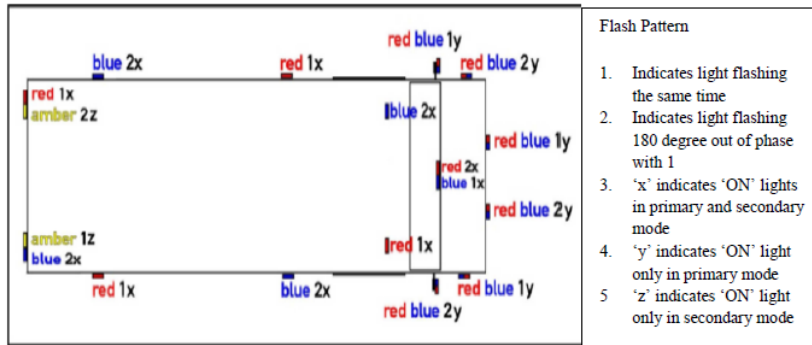 red blue 1y
blue 2x
red 1x
red blue 2y
red 1x
amber 2z
blue 2x
red blue 1y
red 2x
blue 1x
red blue 2y
amber 1z
blue 2x
red 1x
red 1x
blue 2x
red blue 1y
red blue 2y
Flash Pattern
1. Indicates light flashing
the same time
2. Indicates light flashing
180 degree out of phase
with 1
3. ‘x’ indicates ‘ON’ lights
in primary and secondary
mode
4. ‘y’ indicates ‘ON’ light
only in primary mode
5 ‘z’ indicates ‘ON’ light
only in secondary mode